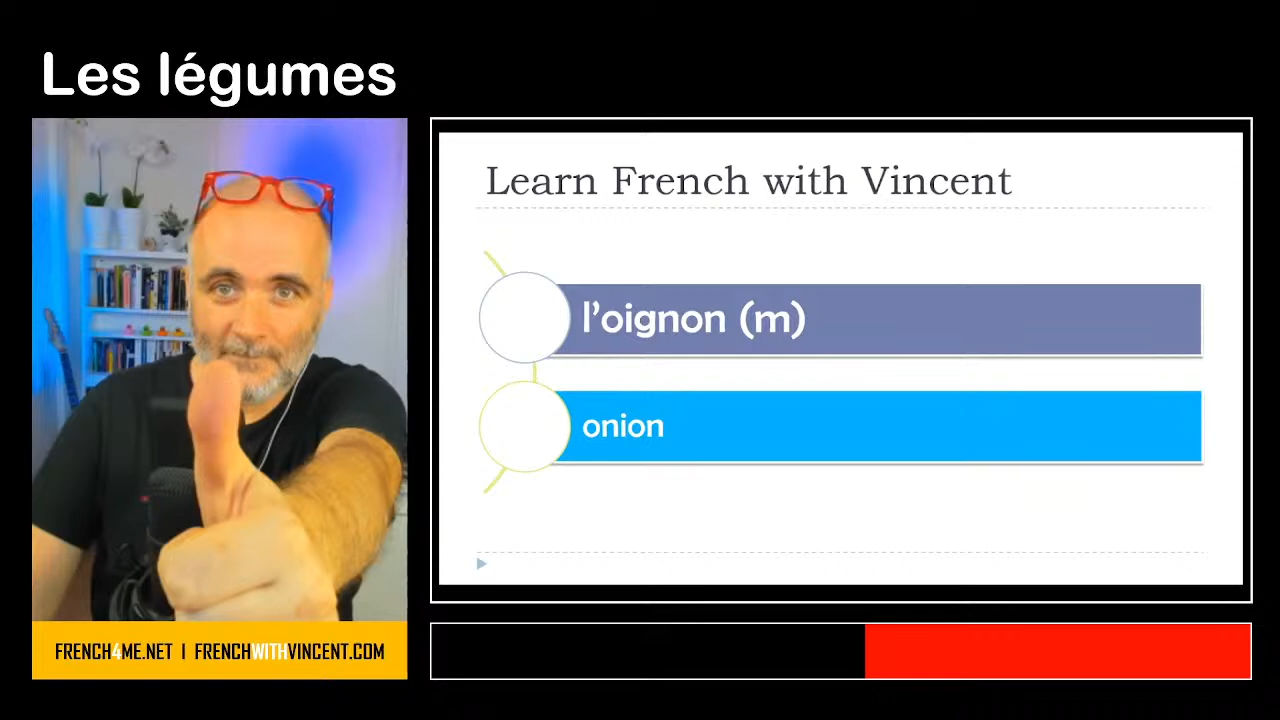 Les légumes
Learn French with Vincent
l'oignon (m)
onion
FRENCH4ME.NET I FRENCHWITHVINCENT.COM